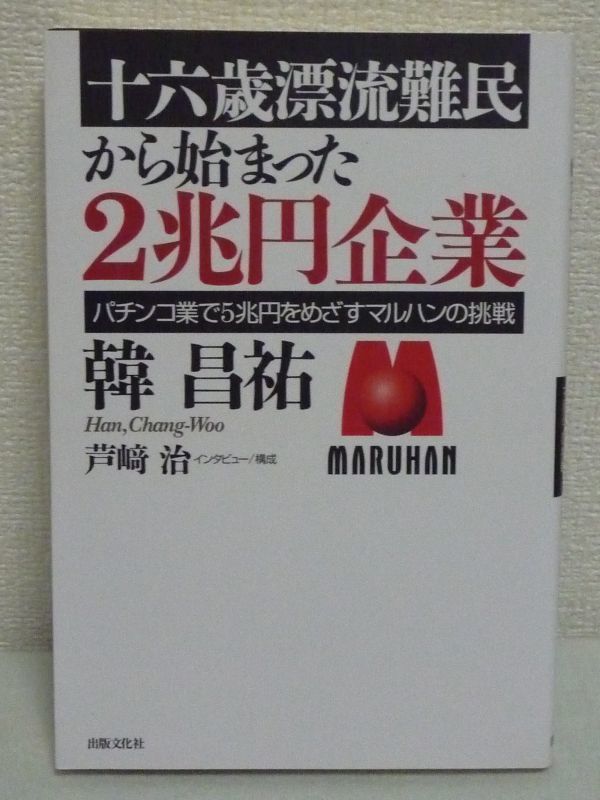 十六歳漂流難民
から始まった
2兆円企業
パチンコ業で5兆円をめざすマルハンの挑戦
韓 昌祐
Han, Chang-Woo
芦﨑 治 インタビュー/構成
MARUHAN
出版文化社